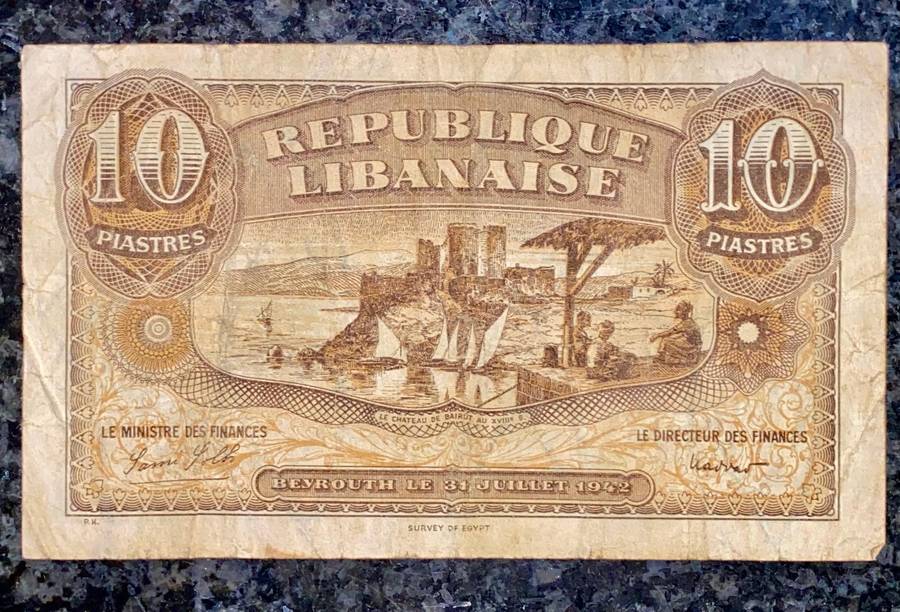 10
PIASTRES
REPUBLIQUE
LIBANAISE
10
PIASTRES
LE CHATEAU DE BAIRUT AU XVIII S.
LE MINISTRE DES FINANCES
LE DIRECTEUR DES FINANCES
BEYROUTH LE 31 JUILLET 1942
P.K.
SURVEY OF EGYPT